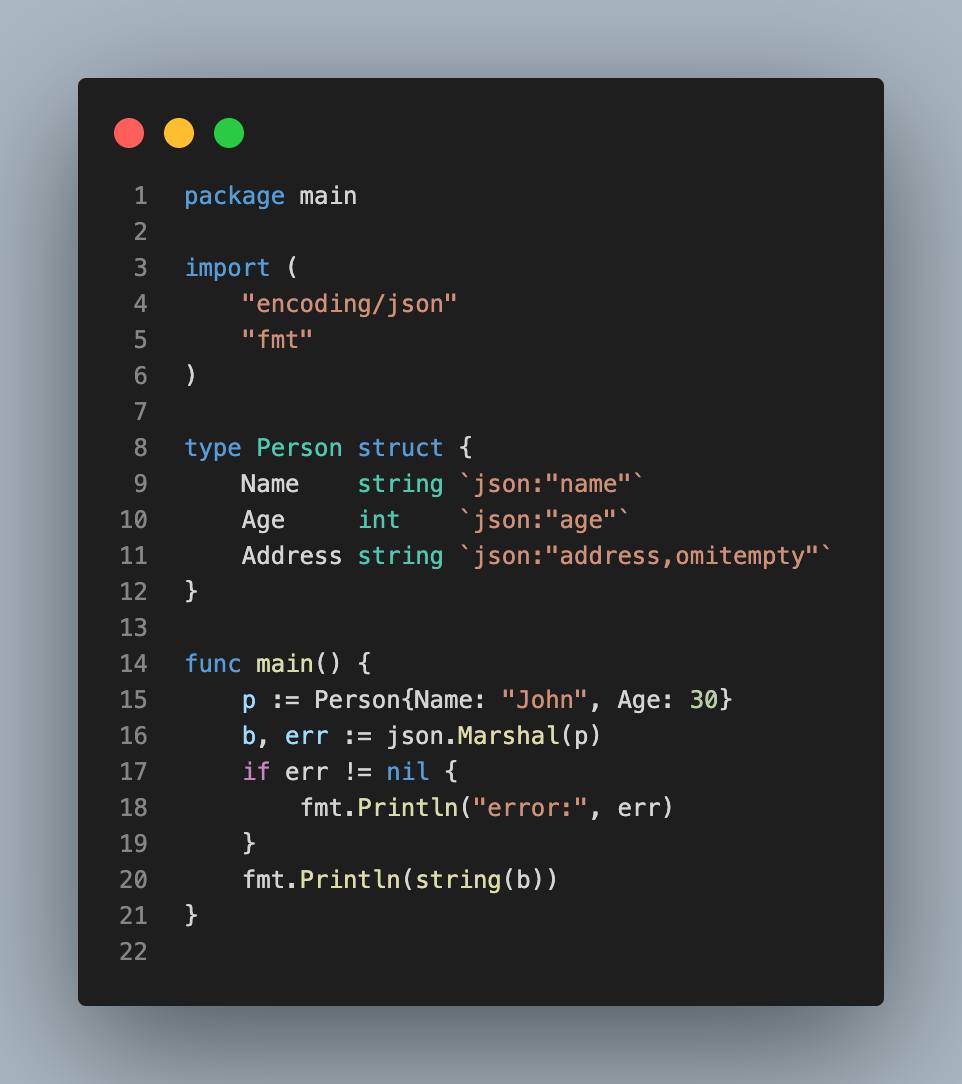 1 package main
2
3 import (
4     "encoding/json"
5     "fmt"
6 )
7
8 type Person struct {
9     Name    string `json:"name"`
10     Age     int    `json:"age"`
11     Address string `json:"address,omitempty"`
12 }
13
14 func main() {
15     p := Person{Name: "John", Age: 30}
16     b, err := json.Marshal(p)
17     if err != nil {
18         fmt.Println("error:", err)
19     }
20     fmt.Println(string(b))
21 }
22